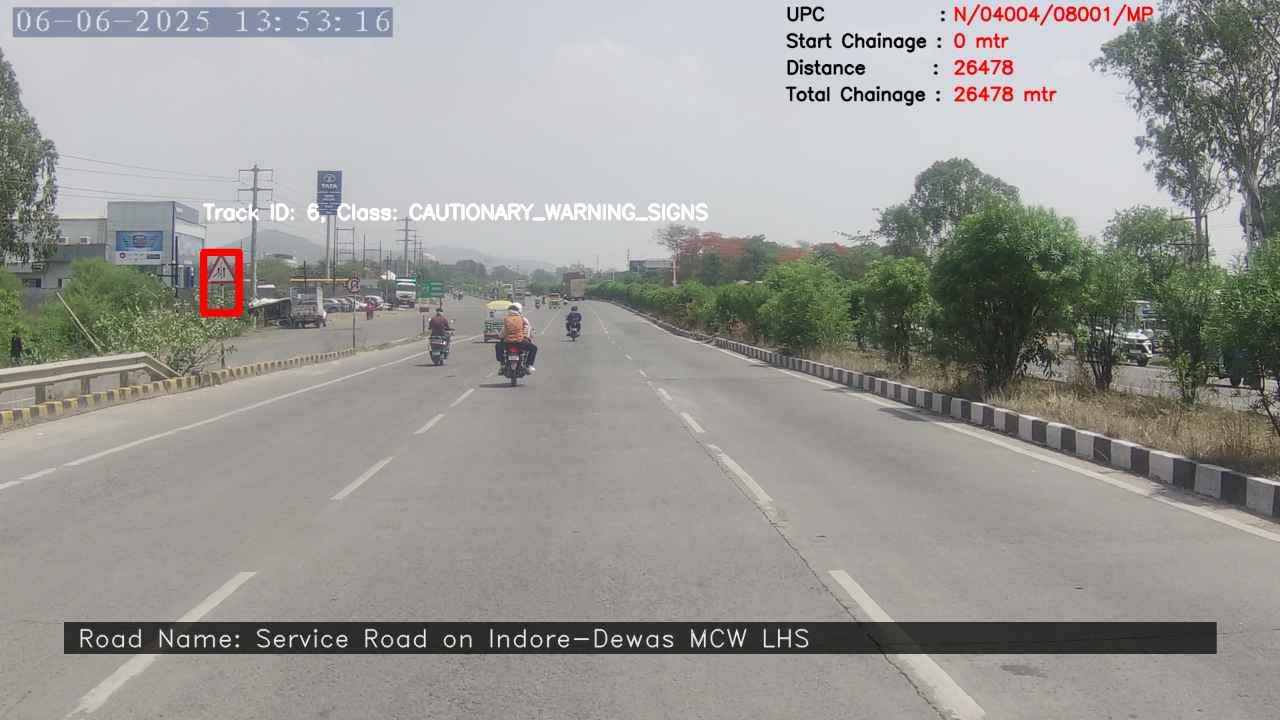 06-06-2025 13:53:16
UPC : N/04004/08001/MP
Start Chainage : 0 mtr
Distance : 26478
Total Chainage : 26478 mtr
TATA
Track ID: 6, Class: CAUTIONARY_WARNING_SIGNS
Road Name: Service Road on Indore-Dewas MCW LHS